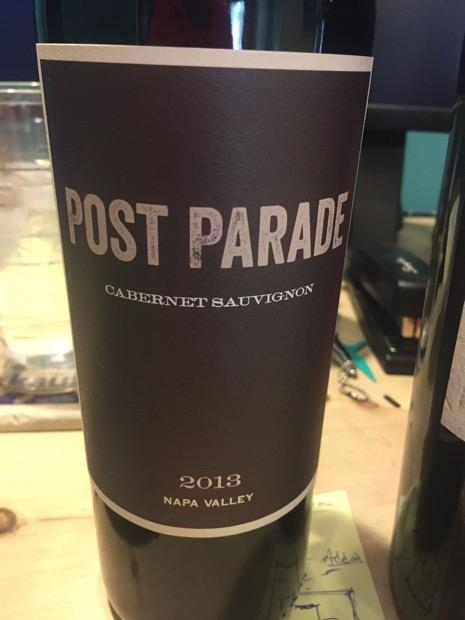 POST PARADE
CABERNET SAUVIGNON
2013
NAPA VALLEY